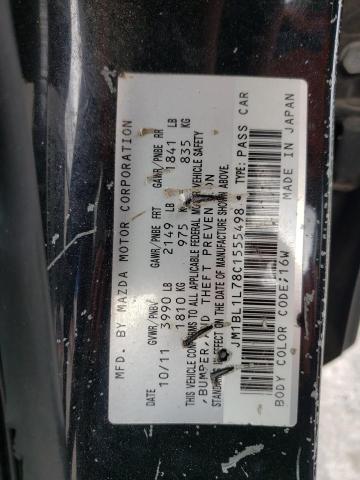 MFD. BY MAZDA MOTOR CORPORATION
DATE GVWR/PNBV GAWR/PNBE FRT GAWR/PNBE RR
10/11 3990 LB 2149 LB 1841 LB
1810 KG 975 KG 835 KG
VEHICLE CONFORMS TO ALL APPLICABLE FEDERAL MOTOR VEHICLE SAFETY
,BUMPER, AND THEFT PREVENTION
STANDARDS IN EFFECT ON THE DATE OF MANUFACTURE SHOWN ABOVE.
JM1BL1L78C1555498 • TYPE: PASS CAR
BODY COLOR CODE;16W MADE IN JAPAN